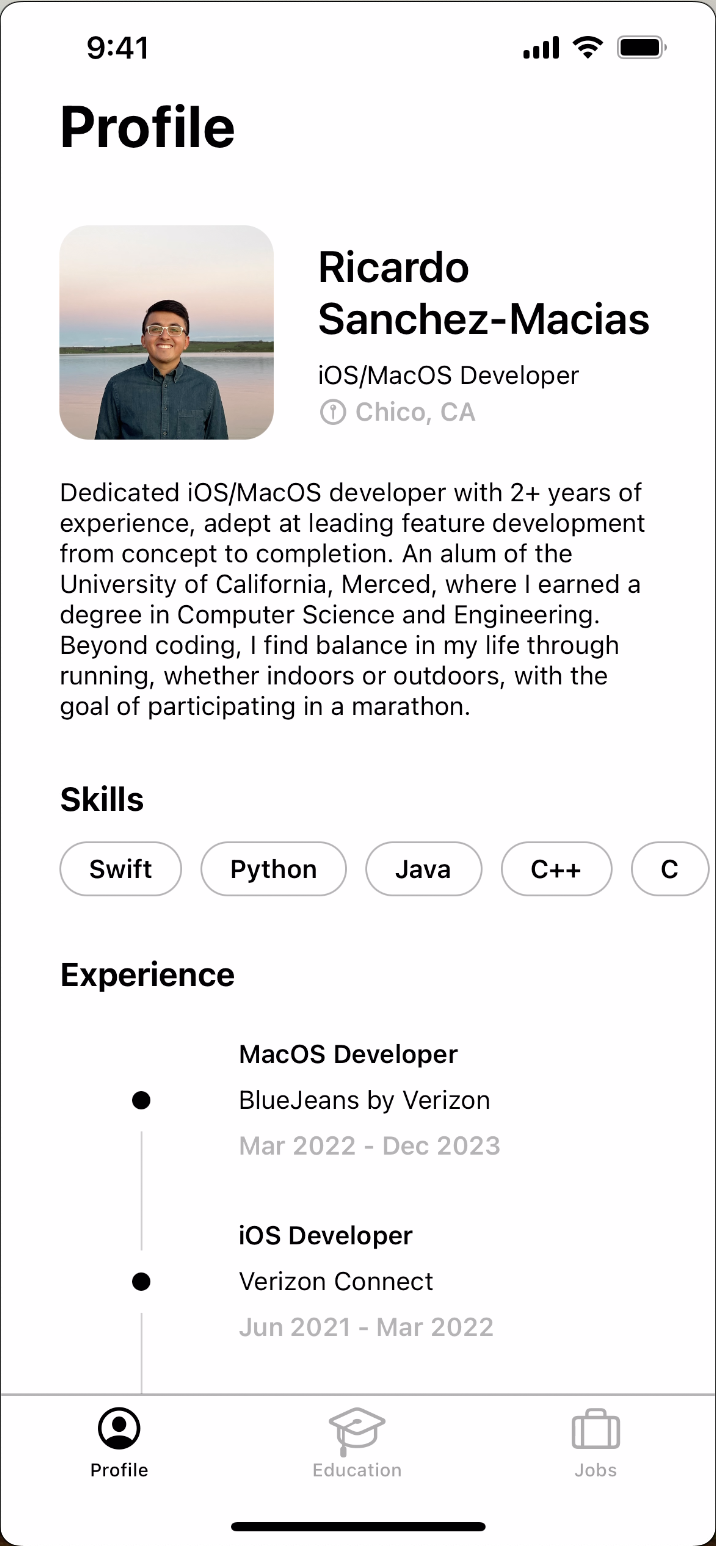 9:41
Profile
Ricardo
Sanchez-Macias
iOS/MacOS Developer
Chico, CA
Dedicated iOS/MacOS developer with 2+ years of
experience, adept at leading feature development
from concept to completion. An alum of the
University of California, Merced, where I earned a
degree in Computer Science and Engineering.
Beyond coding, I find balance in my life through
running, whether indoors or outdoors, with the
goal of participating in a marathon.
Skills
Swift Python Java C++ C
Experience
MacOS Developer
BlueJeans by Verizon
Mar 2022 - Dec 2023
iOS Developer
Verizon Connect
Jun 2021 - Mar 2022
Profile Education Jobs